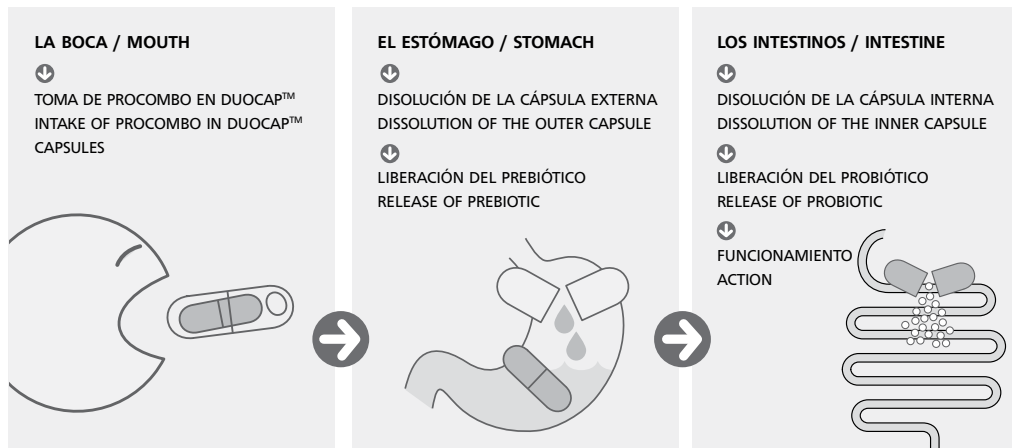 LA BOCA / MOUTH
TOMA DE PROCOMBO EN DUOCAP™
INTAKE OF PROCOMBO IN DUOCAP™
CAPSULES
EL ESTÓMAGO / STOMACH
DISOLUCIÓN DE LA CÁPSULA EXTERNA
DISSOLUTION OF THE OUTER CAPSULE
LIBERACIÓN DEL PREBIÓTICO
RELEASE OF PREBIOTIC
LOS INTESTINOS / INTESTINE
DISOLUCIÓN DE LA CÁPSULA INTERNA
DISSOLUTION OF THE INNER CAPSULE
LIBERACIÓN DEL PROBIÓTICO
RELEASE OF PROBIOTIC
FUNCIONAMIENTO
ACTION